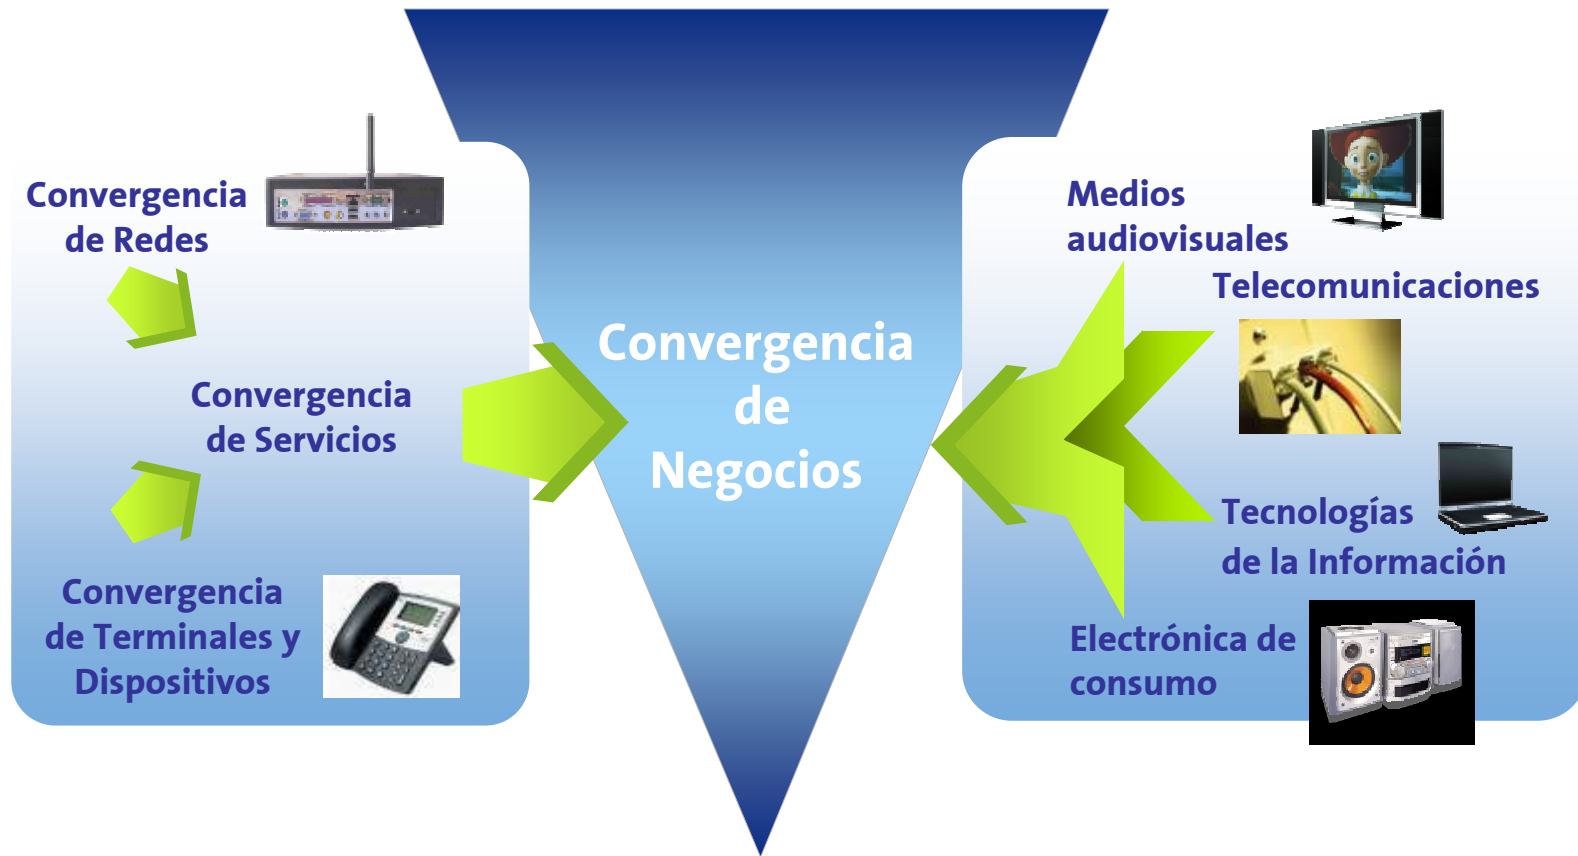 Convergencia
de Redes
Convergencia
de Servicios
Convergencia
de Terminales y
Dispositivos
Convergencia
de
Negocios
Medios
audiovisuales
Telecomunicaciones
Tecnologías
de la Información
Electrónica de
consumo